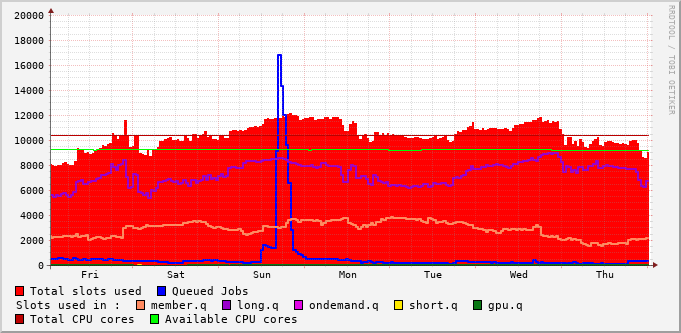 20000
18000
16000
14000
12000
10000
8000
6000
4000
2000
0
Fri Sat Sun Mon Tue Wed Thu
Total slots used Queued Jobs
Slots used in : member.q long.q ondemand.q short.q gpu.q
Total CPU cores Available CPU cores
RRDTOOL / TOBI OETIKER